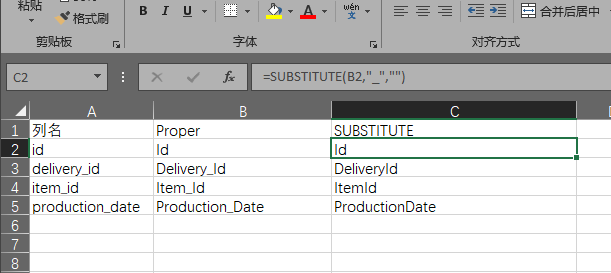 粘贴
格式刷
B I U A 文 A
合并后居中
剪贴板
字体
对齐方式
C2 fx =SUBSTITUTE(B2,"_","")
A B C
1 列名 Proper SUBSTITUTE
2 id Id Id
3 delivery_id Delivery_Id DeliveryId
4 item_id Item_Id ItemId
5 production_date Production_Date ProductionDate
6
7
8